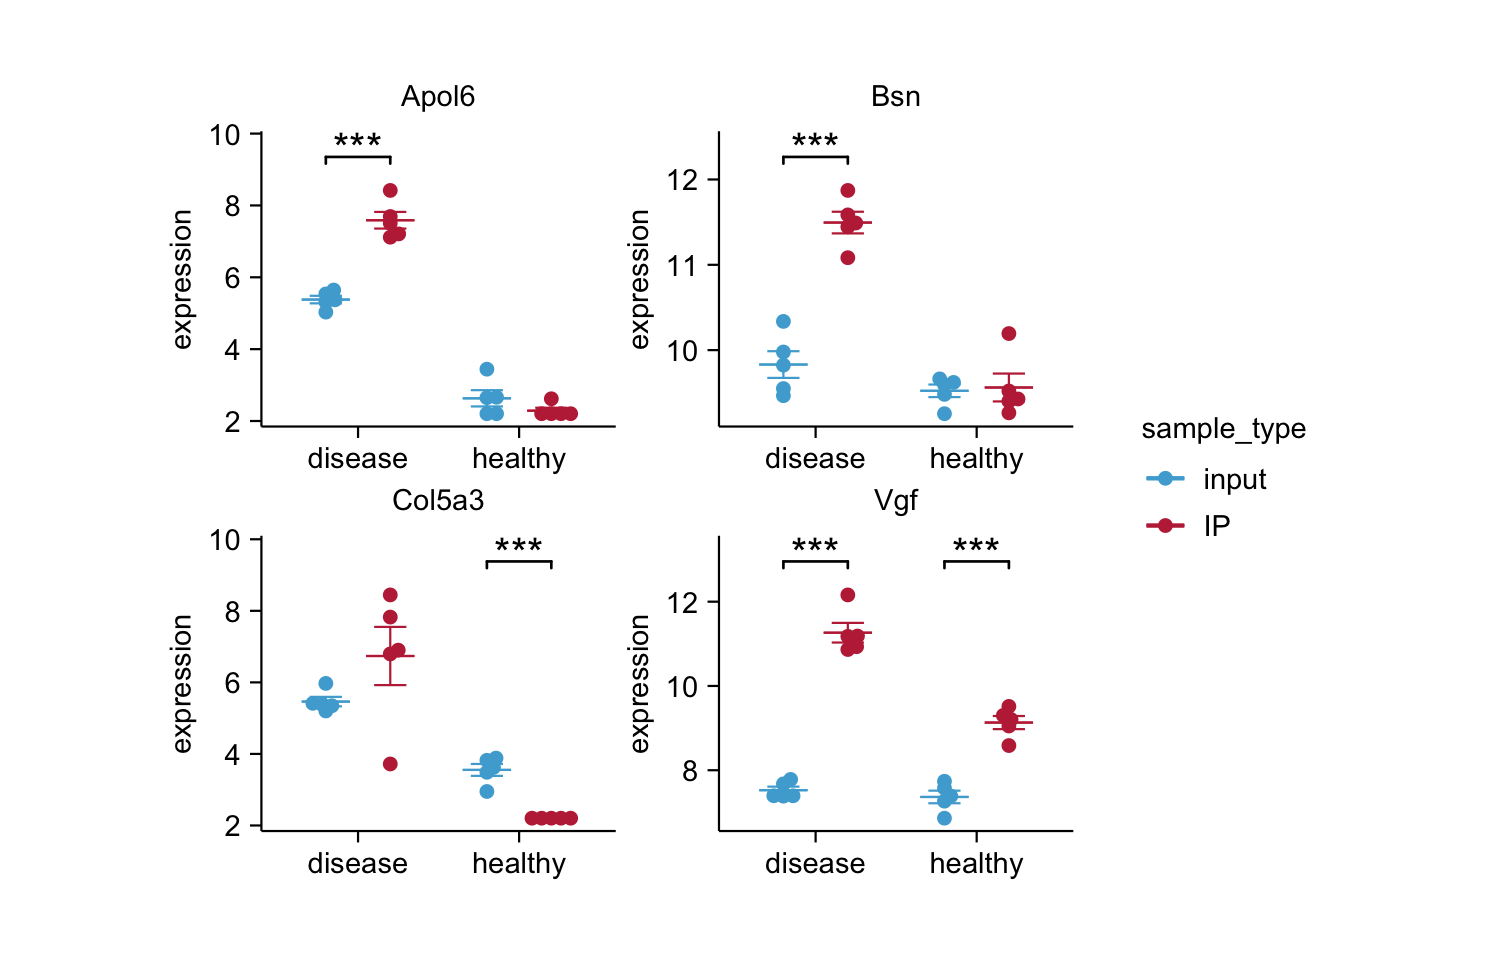 Apol6
Bsn
***
***
10
8
6
4
2
expression
12
11
10
expression
disease healthy
disease healthy
Col5a3
Vgf
***
***
***
10
8
6
4
2
expression
12
10
8
expression
disease healthy
disease healthy
sample_type
input
IP